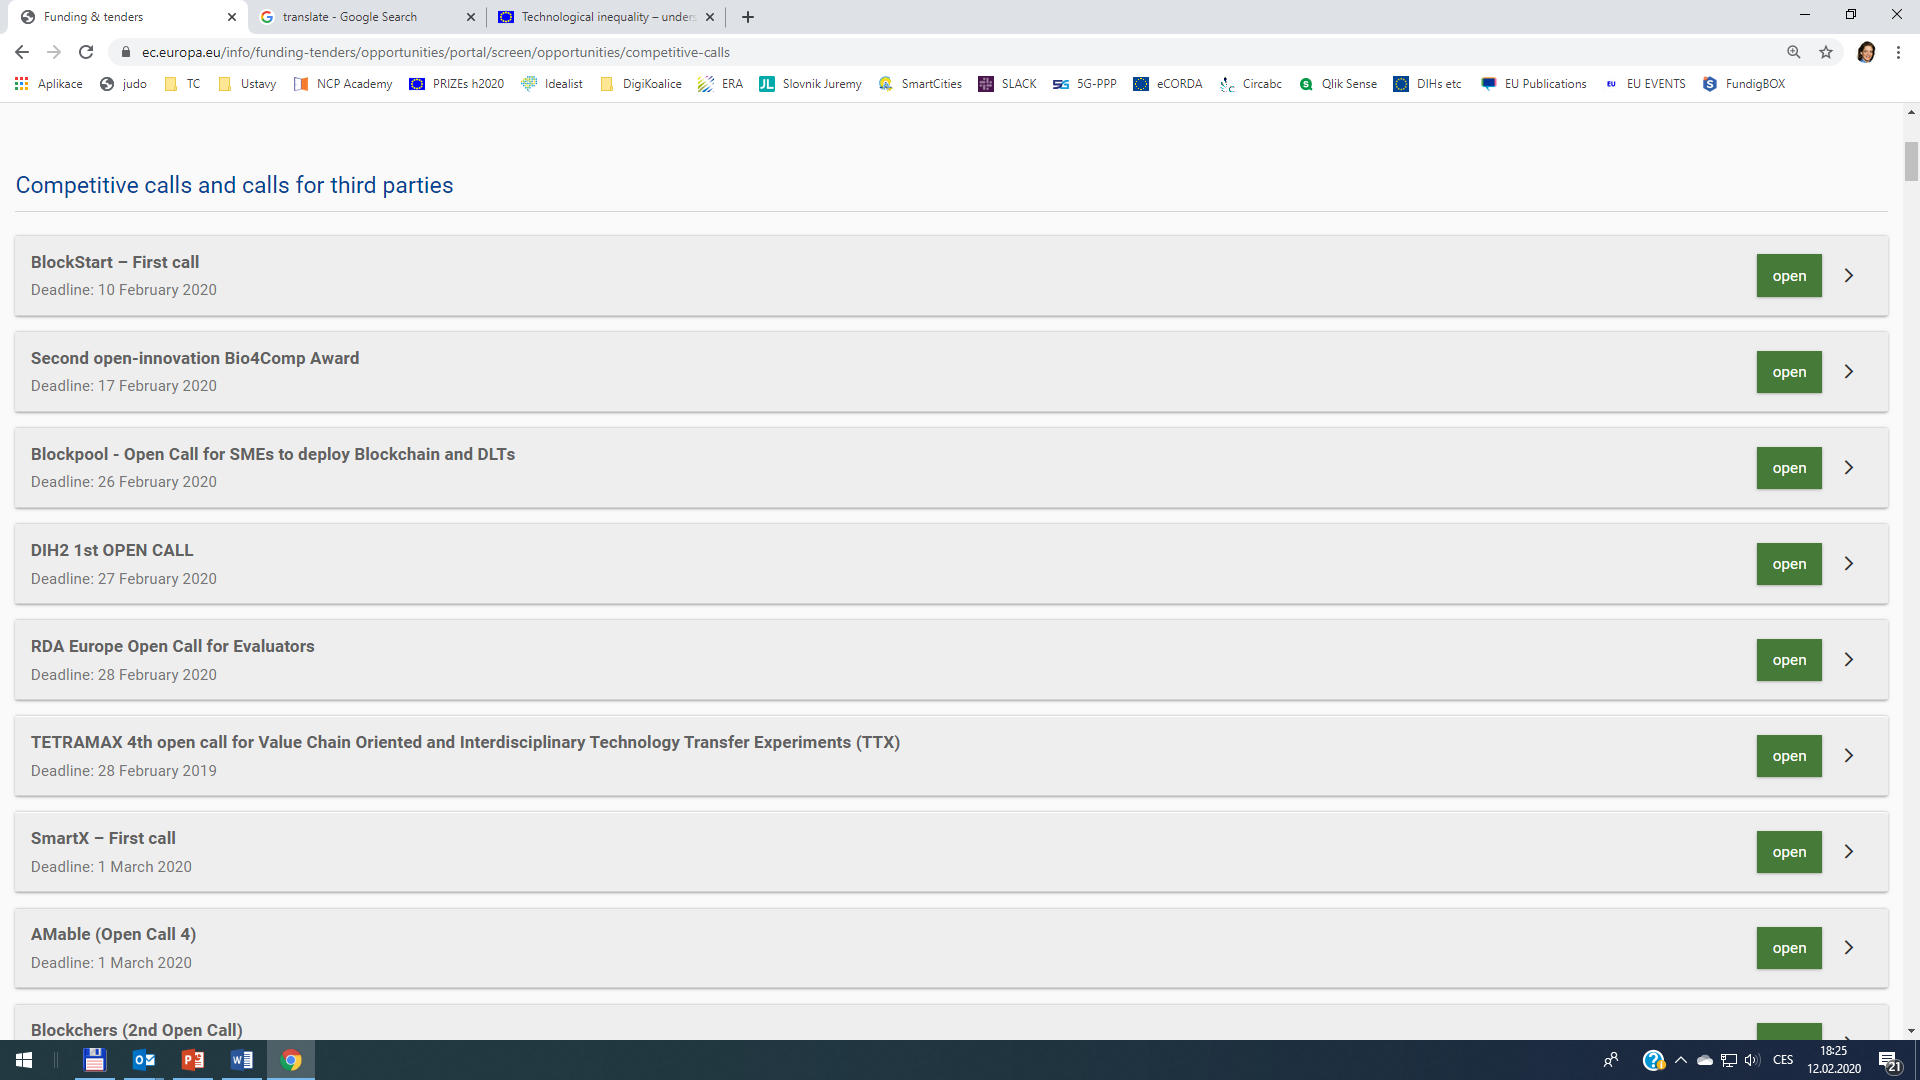 Funding & tenders
translate - Google Search
Technological inequality – unders
ec.europa.eu/info/funding-tenders/opportunities/portal/screen/opportunities/competitive-calls
Aplikace judo TC Ustavy NCP Academy PRIZEs h2020 Idealist DigiKoalice ERA JL Slovnik Juremy SmartCities SLACK 5G 5G-PPP eCORDA Circabc Qlik Sense DIHs etc EU Publications EU EU EVENTS FundigBOX
Competitive calls and calls for third parties
BlockStart – First call
Deadline: 10 February 2020
open
Second open-innovation Bio4Comp Award
Deadline: 17 February 2020
open
Blockpool - Open Call for SMEs to deploy Blockchain and DLTs
Deadline: 26 February 2020
open
DIH2 1st OPEN CALL
Deadline: 27 February 2020
open
RDA Europe Open Call for Evaluators
Deadline: 28 February 2020
open
TETRAMAX 4th open call for Value Chain Oriented and Interdisciplinary Technology Transfer Experiments (TTX)
Deadline: 28 February 2019
open
SmartX – First call
Deadline: 1 March 2020
open
AMable (Open Call 4)
Deadline: 1 March 2020
open
Blockchers (2nd Open Call)
CES
18:25
12.02.2020
21